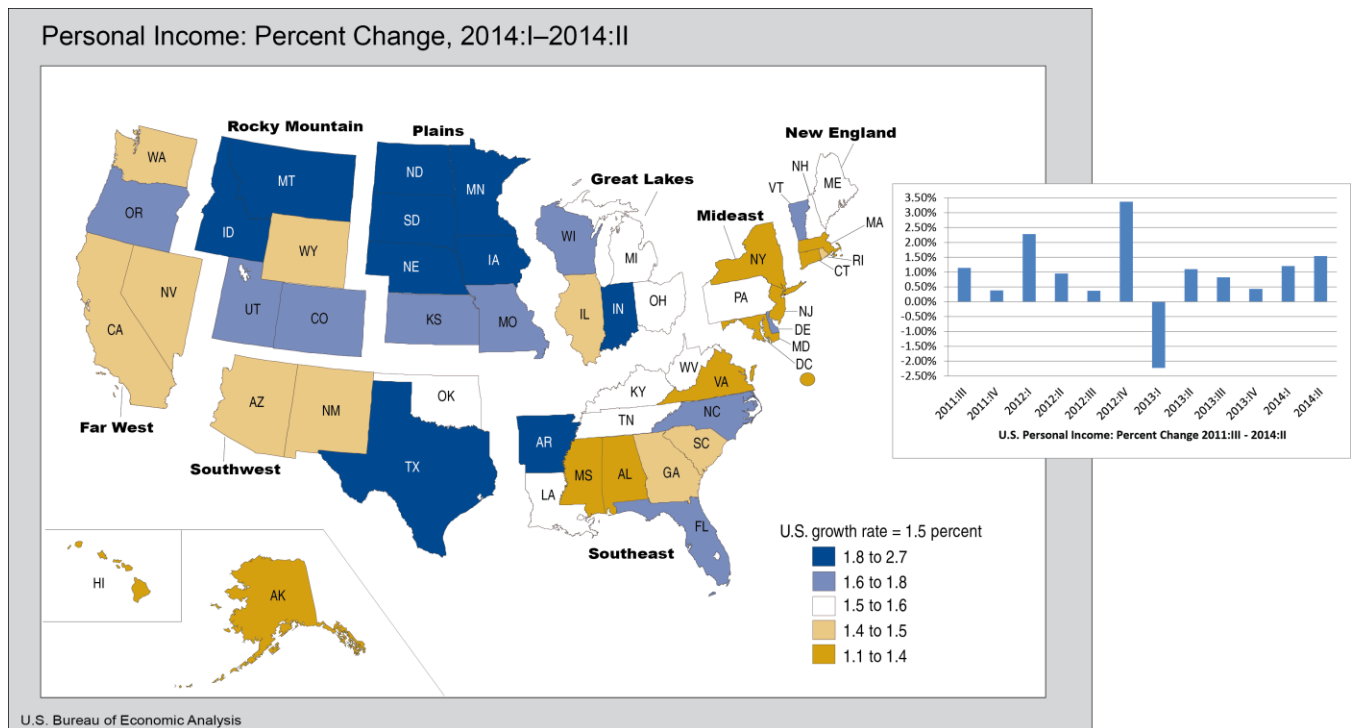 Personal Income: Percent Change, 2014:I–2014:II
Rocky Mountain
Plains
New England
Great Lakes
Mideast
Far West
Southwest
Southeast
WA
OR
CA
NV
MT
ID
WY
UT
CO
AZ
NM
OK
TX
ND
SD
NE
KS
MN
IA
MO
WI
IL
IN
MI
OH
AR
LA
MS
AL
GA
FL
SC
NC
TN
KY
WV
VA
PA
NY
VT
NH
ME
MA
RI
CT
NJ
DE
MD
DC
HI
AK
U.S. growth rate = 1.5 percent
1.8 to 2.7
1.6 to 1.8
1.5 to 1.6
1.4 to 1.5
1.1 to 1.4
U.S. Bureau of Economic Analysis
3.50%
3.00%
2.50%
2.00%
1.50%
1.00%
0.50%
0.00%
-0.50%
-1.00%
-1.50%
-2.00%
-2.50%
2011:III
2011:IV
2012:I
2012:II
2012:III
2012:IV
2013:I
2013:II
2013:III
2013:IV
2014:I
2014:II
U.S. Personal Income: Percent Change 2011:III - 2014:II